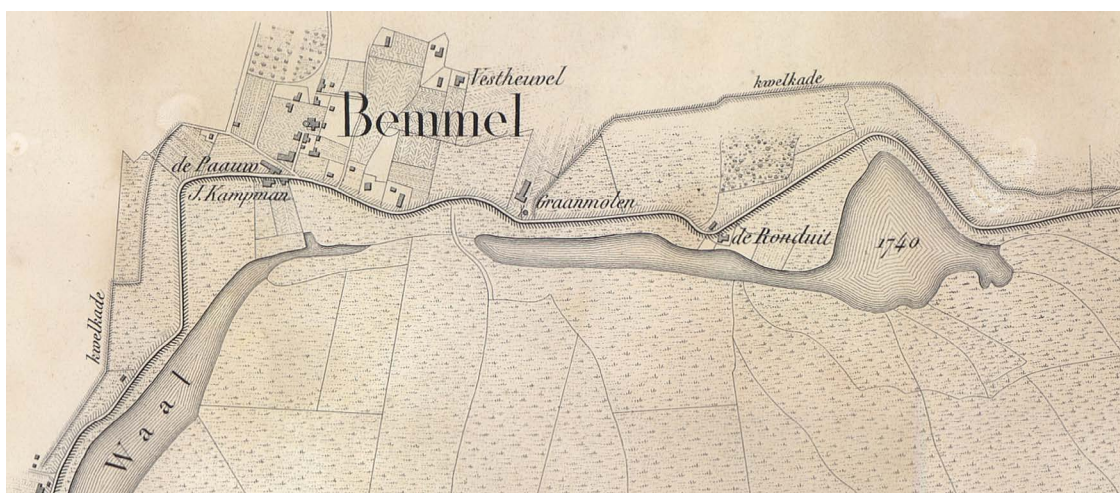 Vestheuvel
kwelkade
Bemmel
de Paauw
J. Kampman
Graanmolen
de Ronduit
1740
kwelkade
Waal